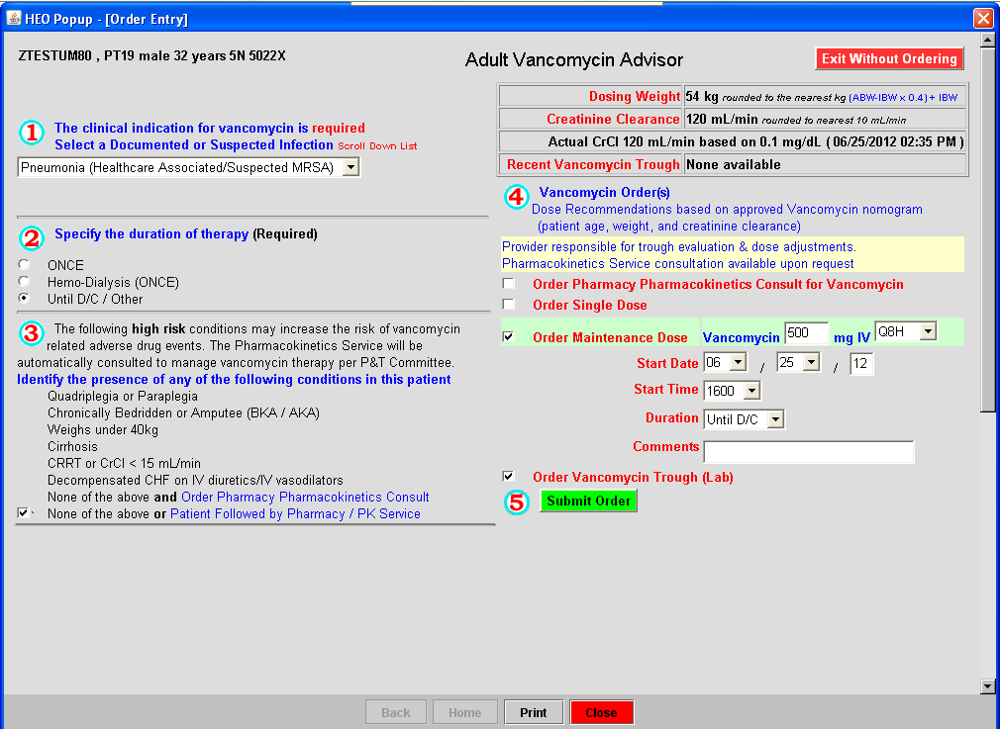 HEO Popup - [Order Entry]
ZTESTUM80 , PT19 male 32 years 5N 5022X
Adult Vancomycin Advisor
Exit Without Ordering
Dosing Weight 54 kg rounded to the nearest kg (ABW-IBW x 0.4) + IBW
Creatinine Clearance 120 mL/min rounded to nearest 10 mL/min
Actual CrCl 120 mL/min based on 0.1 mg/dL ( 06/25/2012 02:35 PM )
Recent Vancomycin Trough None available
1 The clinical indication for vancomycin is required
Select a Documented or Suspected Infection Scroll Down List
Pneumonia (Healthcare Associated/Suspected MRSA)
2 Specify the duration of therapy (Required)
ONCE
Hemo-Dialysis (ONCE)
Until D/C / Other
3 The following high risk conditions may increase the risk of vancomycin
related adverse drug events. The Pharmacokinetics Service will be
automatically consulted to manage vancomycin therapy per P&T Committee.
Identify the presence of any of the following conditions in this patient
Quadriplegia or Paraplegia
Chronically Bedridden or Amputee (BKA / AKA)
Weighs under 40kg
Cirrhosis
CRRT or CrCl < 15 mL/min
Decompensated CHF on IV diuretics/IV vasodilators
None of the above and Order Pharmacy Pharmacokinetics Consult
None of the above or Patient Followed by Pharmacy / PK Service
4 Vancomycin Order(s)
Dose Recommendations based on approved Vancomycin nomogram
(patient age, weight, and creatinine clearance)
Provider responsible for trough evaluation & dose adjustments.
Pharmacokinetics Service consultation available upon request
Order Pharmacy Pharmacokinetics Consult for Vancomycin
Order Single Dose
Order Maintenance Dose Vancomycin 500 mg IV Q8H
Start Date 06 / 25 / 12
Start Time 1600
Duration Until D/C
Comments
Order Vancomycin Trough (Lab)
5 Submit Order
Back Home Print Close